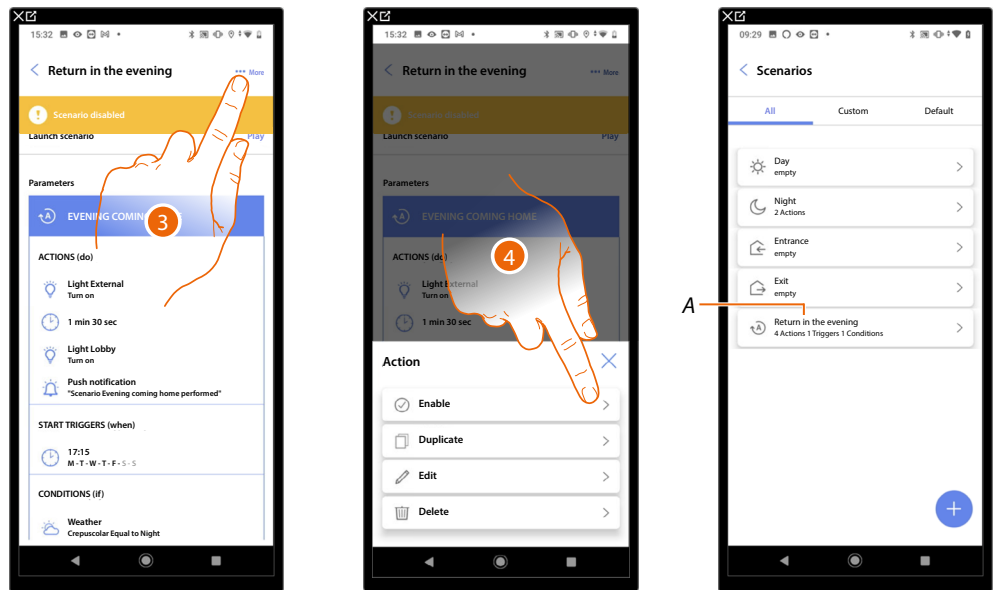 15:32
Return in the evening
••• More
Scenario disabled
Launch scenario
Play
Parameters
EVENING COMIN
3
ACTIONS (do)
Light External
Turn on
1 min 30 sec
Light Lobby
Turn on
Push notification
"Scenario Evening coming home performed"
START TRIGGERS (when)
17:15
M - T - W - T - F - S - S
CONDITIONS (if)
Weather
Crepuscolar Equal to Night
15:32
Return in the evening
••• More
Scenario disabled
Launch scenario
Play
Parameters
EVENING COMING HOME
ACTIONS (do)
4
Light External
Turn on
1 min 30 sec
Action
Enable
Duplicate
Edit
Delete
09:29
Scenarios
All
Custom
Default
Day
empty
Night
2 Actions
Entrance
empty
Exit
empty
A
Return in the evening
4 Actions 1 Triggers 1 Conditions